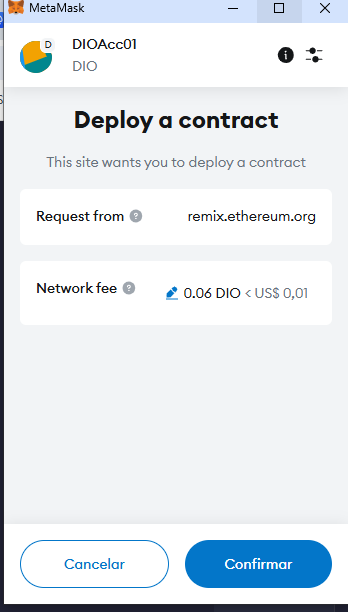 MetaMask
D
DIOAcc01
DIO
Deploy a contract
This site wants you to deploy a contract
Request from
remix.ethereum.org
Network fee
0.06 DIO < US$ 0,01
Cancelar
Confirmar